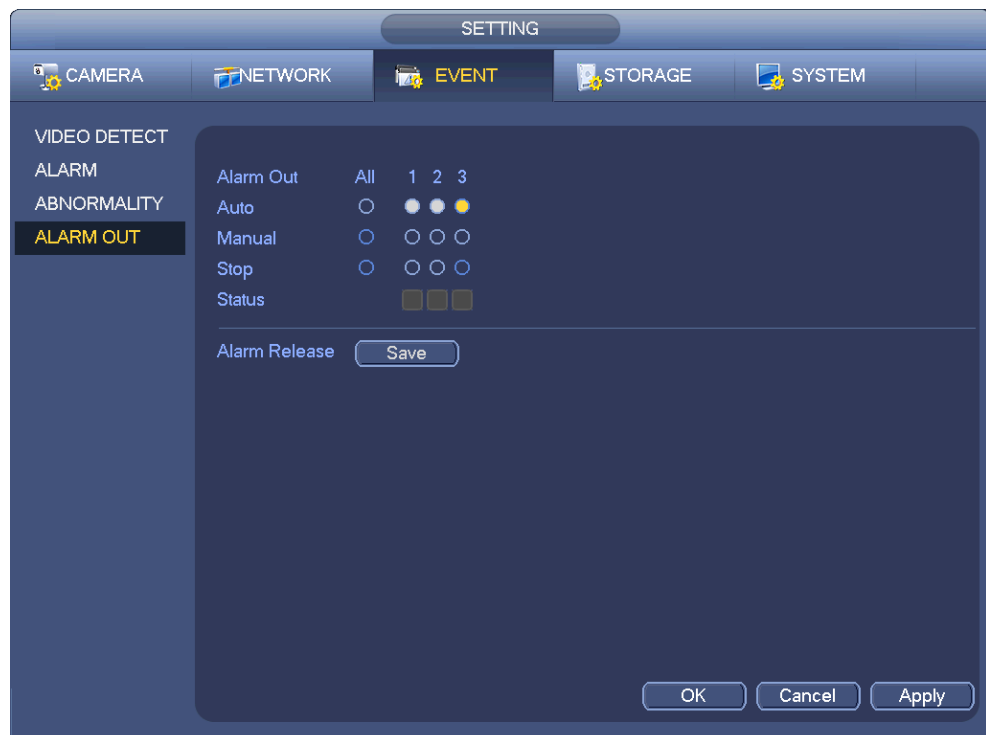 SETTING
CAMERA NETWORK EVENT STORAGE SYSTEM
VIDEO DETECT
ALARM
ABNORMALITY
ALARM OUT
Alarm Out All 1 2 3
Auto
Manual
Stop
Status
Alarm Release Save
OK Cancel Apply